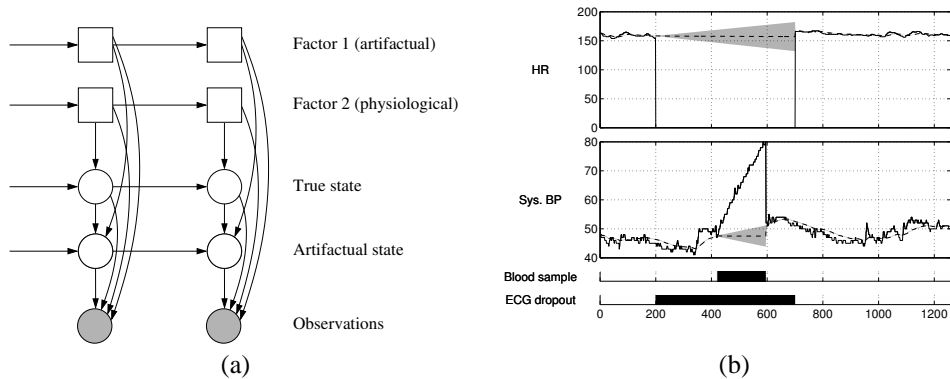 Factor 1 (artifactual)
Factor 2 (physiological)
True state
Artifactual state
Observations
(a)
200
150
HR
100
50
0
80
70
Sys. BP
60
50
40
Blood sample
ECG dropout
0 200 400 600 800 1000 1200
(b)